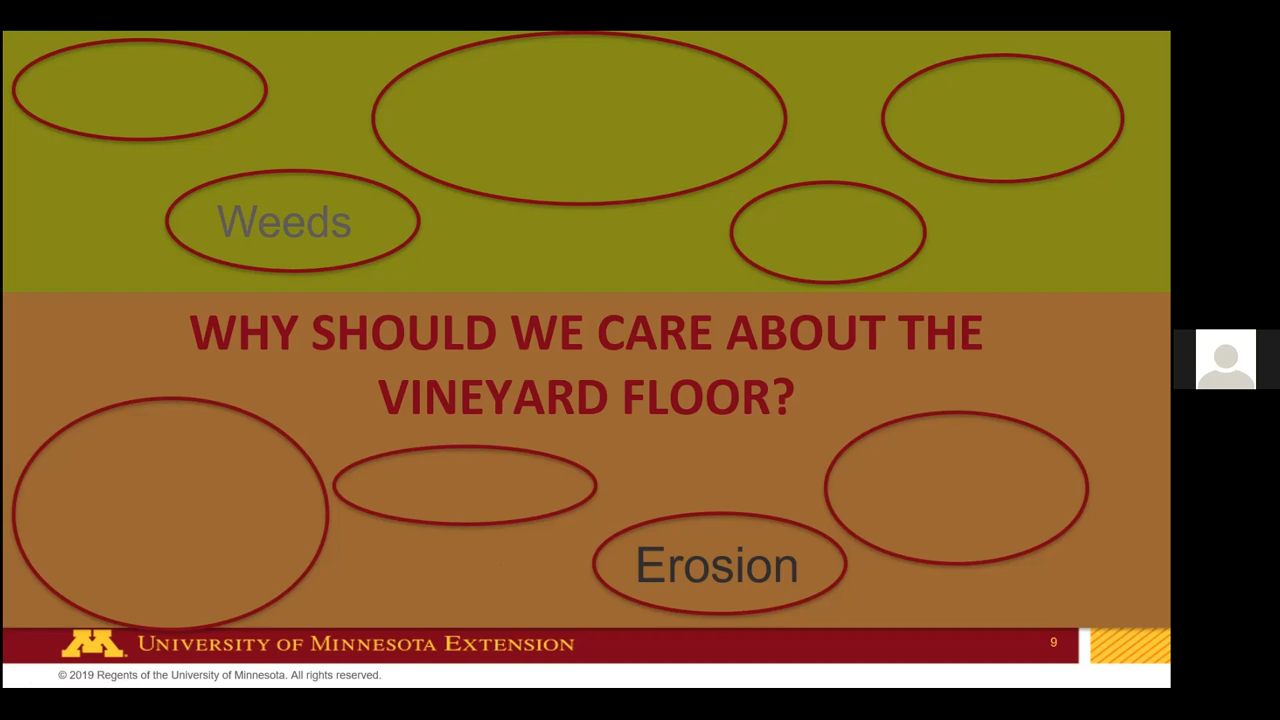 Weeds
WHY SHOULD WE CARE ABOUT THE
VINEYARD FLOOR?
Erosion
M
UNIVERSITY OF MINNESOTA EXTENSION
9
© 2019 Regents of the University of Minnesota. All rights reserved.